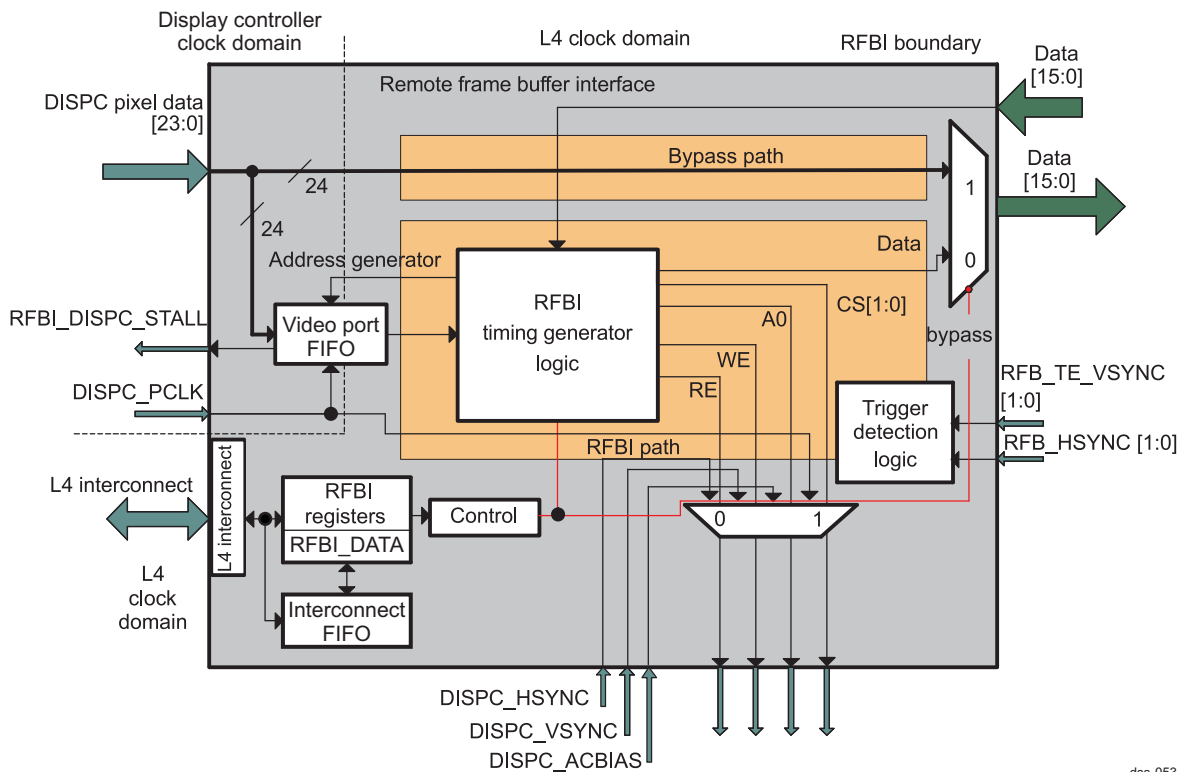 Display controller
clock domain
L4 clock domain
RFBI boundary
Data
[15:0]
Remote frame buffer interface
DISPC pixel data
[23:0]
Bypass path
24
24
1
Data
[15:0]
Data
0
Address generator
RFBI
timing generator
logic
CS[1:0]
A0
bypass
RFBI_DISPC_STALL
Video port
FIFO
WE
RE
RFB_TE_VSYNC
[1:0]
DISPC_PCLK
Trigger
detection
logic
RFB_HSYNC [1:0]
RFBI path
L4 interconnect
L4 interconnect
RFBI
registers
RFBI_DATA
Control
0
1
L4
clock
domain
Interconnect
FIFO
DISPC_HSYNC
DISPC_VSYNC
DISPC_ACBIAS